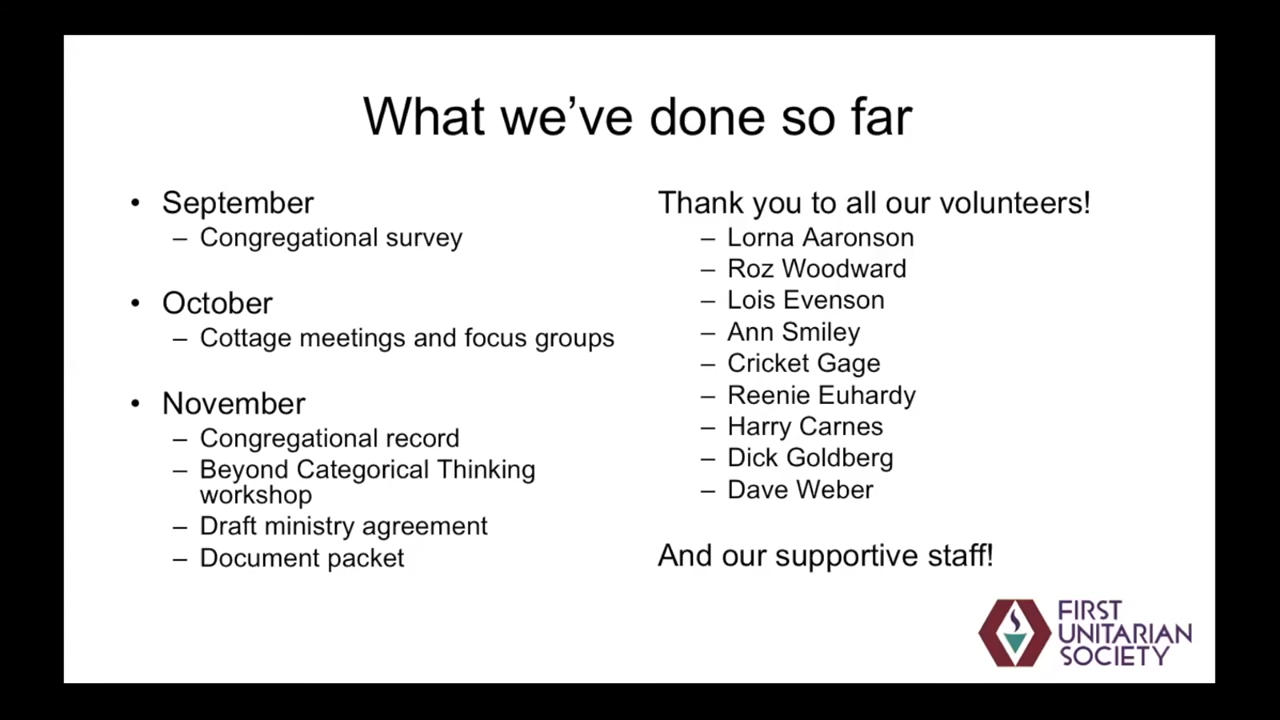 What we've done so far
• September
– Congregational survey
• October
– Cottage meetings and focus groups
• November
– Congregational record
– Beyond Categorical Thinking
workshop
– Draft ministry agreement
– Document packet
Thank you to all our volunteers!
– Lorna Aaronson
– Roz Woodward
– Lois Evenson
– Ann Smiley
– Cricket Gage
– Reenie Euhardy
– Harry Carnes
– Dick Goldberg
– Dave Weber
And our supportive staff!
FIRST
UNITARIAN
SOCIETY